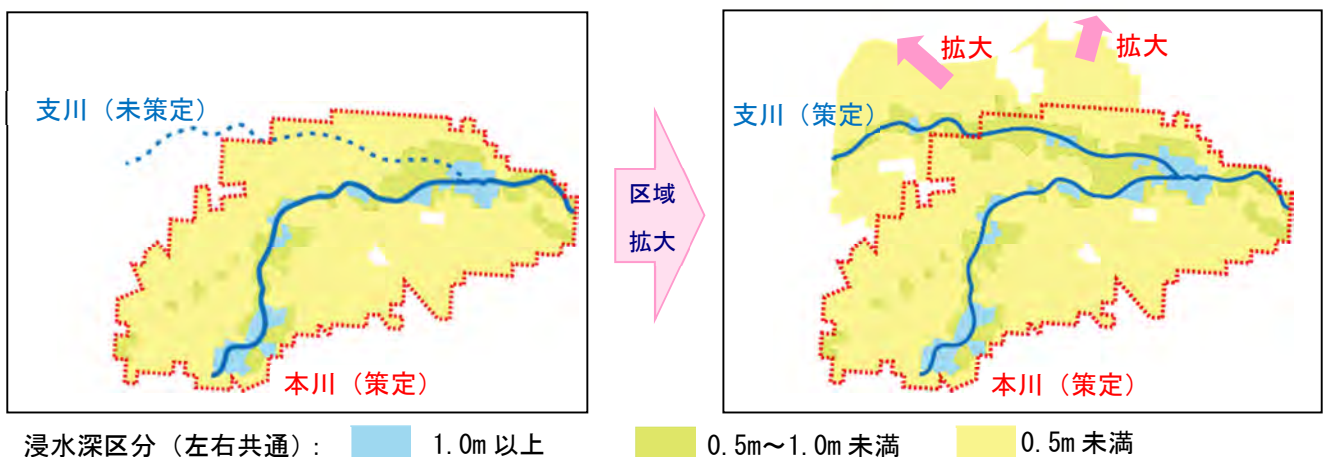 支川（未策定）
本川（策定）
区域
拡大
拡大
拡大
支川（策定）
本川（策定）
浸水深区分（左右共通）: 1.0m 以上 0.5m～1.0m 未満 0.5m 未満